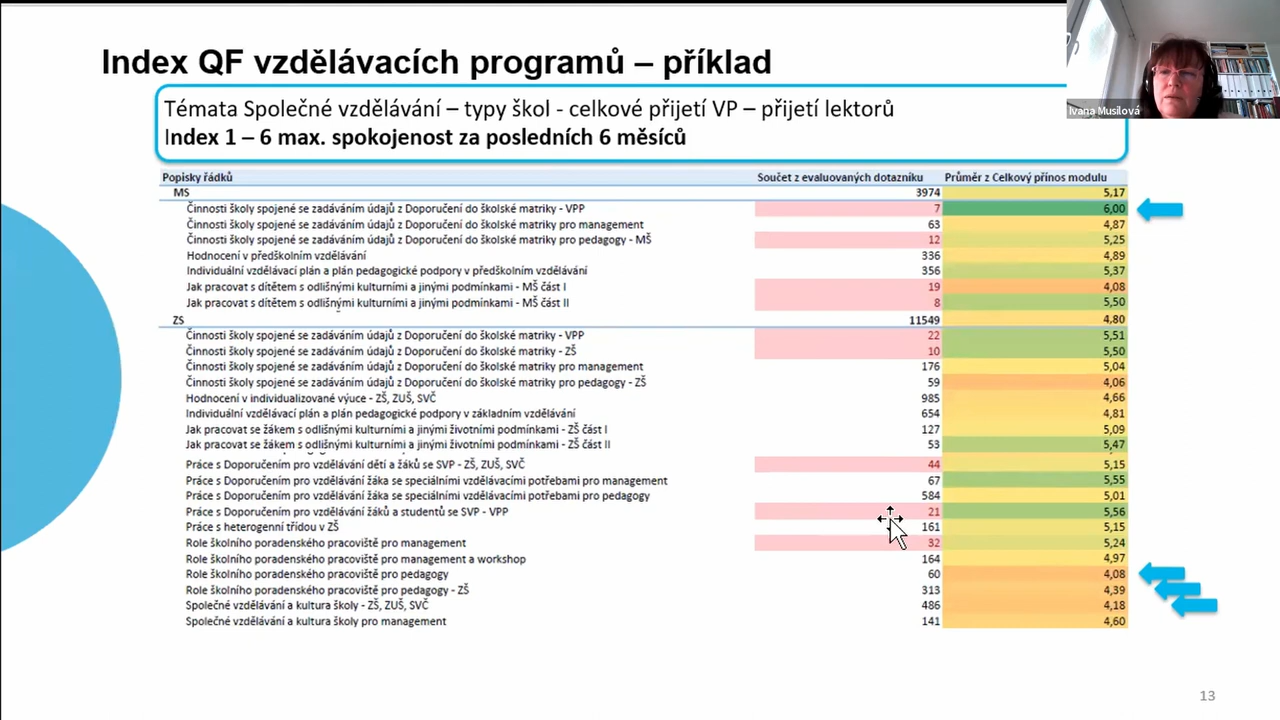 Index QF vzdělávacích programů – příklad
Ivana Musilová
Témata Společné vzdělávání – typy škol - celkové přijetí VP – přijetí lektorů
Index 1 – 6 max. spokojenost za posledních 6 měsíců
Popisky řádků Součet z evaluovaných dotazníku Průměr z Celkový přínos modulu
MS 3974 5,17
Činnosti školy spojené se zadáváním údajů z Doporučení do školské matriky - VPP 7 6,00
Činnosti školy spojené se zadáváním údajů z Doporučení do školské matriky pro management 63 4,87
Činnosti školy spojené se zadáváním údajů z Doporučení do školské matriky pro pedagogy - MŠ 12 5,25
Hodnocení v předškolním vzdělávání 336 4,89
Individuální vzdělávací plán a plán pedagogické podpory v předškolním vzdělávání 356 5,37
Jak pracovat s dítětem s odlišnými kulturními a jinými podmínkami - MŠ část I 19 4,08
Jak pracovat s dítětem s odlišnými kulturními a jinými podmínkami - MŠ část II 8 5,50
ZS 11549 4,80
Činnosti školy spojené se zadáváním údajů z Doporučení do školské matriky - VPP 22 5,51
Činnosti školy spojené se zadáváním údajů z Doporučení do školské matriky - ZŠ 10 5,50
Činnosti školy spojené se zadáváním údajů z Doporučení do školské matriky pro management 176 5,04
Činnosti školy spojené se zadáváním údajů z Doporučení do školské matriky pro pedagogy - ZŠ 59 4,06
Hodnocení v individualizované výuce - ZŠ, ZUŠ, SVČ 985 4,66
Individuální vzdělávací plán a plán pedagogické podpory v základním vzdělávání 654 4,81
Jak pracovat se žákem s odlišnými kulturními a jinými životními podmínkami - ZŠ část I 127 5,09
Jak pracovat se žákem s odlišnými kulturními a jinými životními podmínkami - ZŠ část II 53 5,47
Práce s Doporučením pro vzdělávání dětí a žáků se SVP - ZŠ, ZUŠ, SVČ 44 5,15
Práce s Doporučením pro vzdělávání žáka se speciálními vzdělávacími potřebami pro management 67 5,55
Práce s Doporučením pro vzdělávání žáka se speciálními vzdělávacími potřebami pro pedagogy 584 5,01
Práce s Doporučením pro vzdělávání žáků a studentů se SVP - VPP 21 5,56
Práce s heterogenní třídou v ZŠ 161 5,15
Role školního poradenského pracoviště pro management 32 5,24
Role školního poradenského pracoviště pro management a workshop 164 4,97
Role školního poradenského pracoviště pro pedagogy 60 4,08
Role školního poradenského pracoviště pro pedagogy - ZŠ 313 4,39
Společné vzdělávání a kultura školy - ZŠ, ZUŠ, SVČ 486 4,18
Společné vzdělávání a kultura školy pro management 141 4,60
13